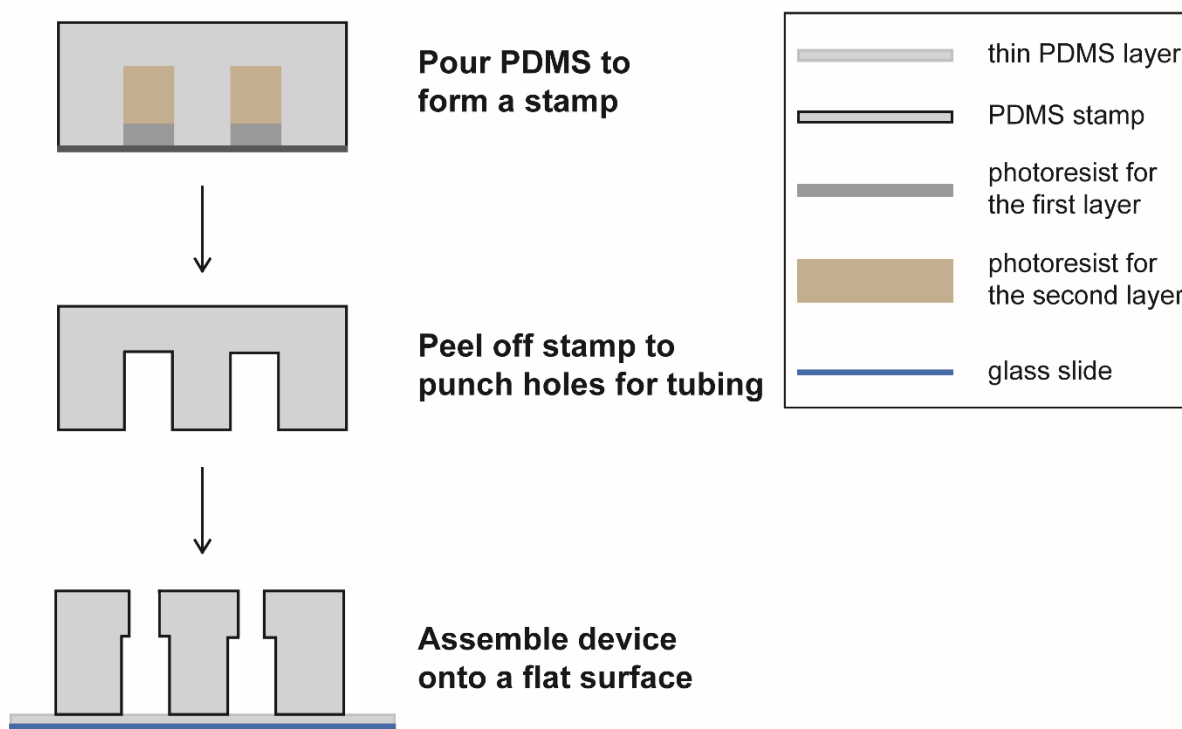 Pour PDMS to
form a stamp
Peel off stamp to
punch holes for tubing
Assemble device
onto a flat surface
thin PDMS layer
PDMS stamp
photoresist for
the first layer
photoresist for
the second layer
glass slide